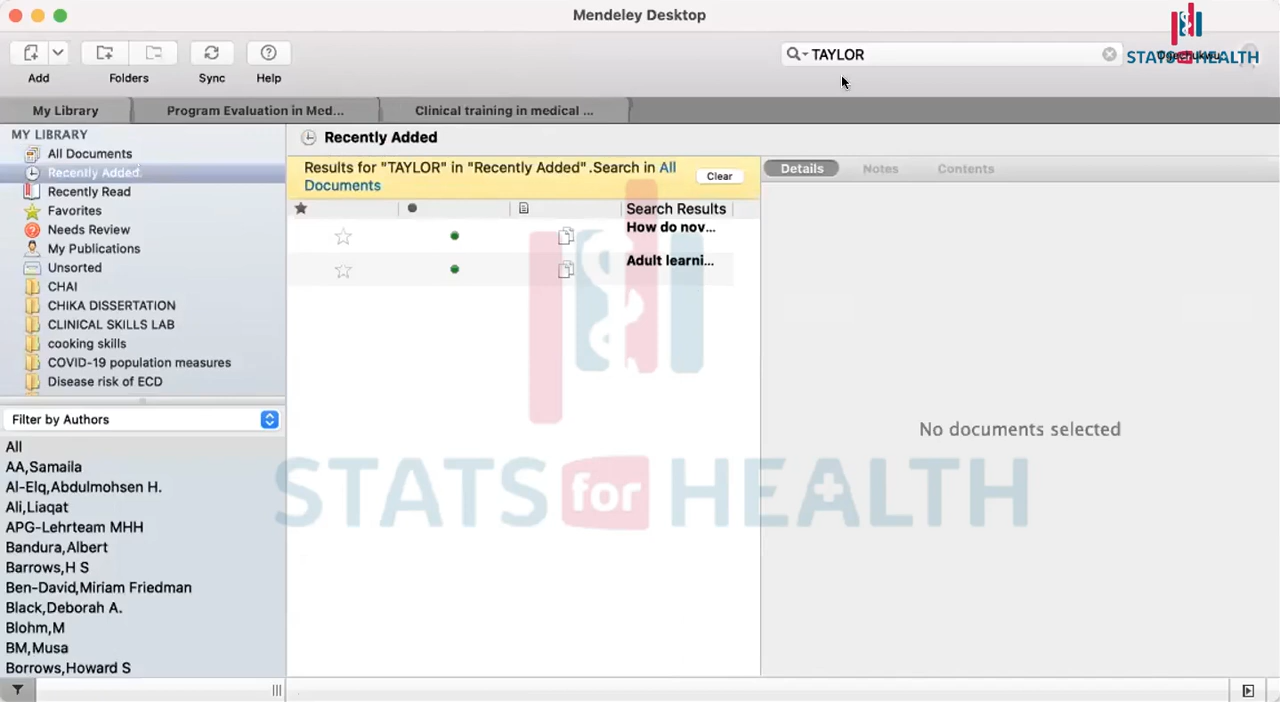 Mendeley Desktop
TAYLOR
STATS for HEALTH
Add
Folders
Sync
Help
My Library
Program Evaluation in Med...
Clinical training in medical ...
MY LIBRARY
All Documents
Recently Added
Recently Read
Favorites
Needs Review
My Publications
Unsorted
CHAI
CHIKA DISSERTATION
CLINICAL SKILLS LAB
cooking skills
COVID-19 population measures
Disease risk of ECD
Filter by Authors
All
AA,Samaila
Al-Elq,Abdulmohsen H.
Ali,Liaqat
APG-Lehrteam MHH
Bandura,Albert
Barrows,H S
Ben-David,Miriam Friedman
Black,Deborah A.
Blohm,M
BM,Musa
Borrows,Howard S
Recently Added
Results for "TAYLOR" in "Recently Added".Search in All
Documents
Clear
Search Results
How do nov...
Adult learni...
Details
Notes
Contents
No documents selected
STATS for HEALTH